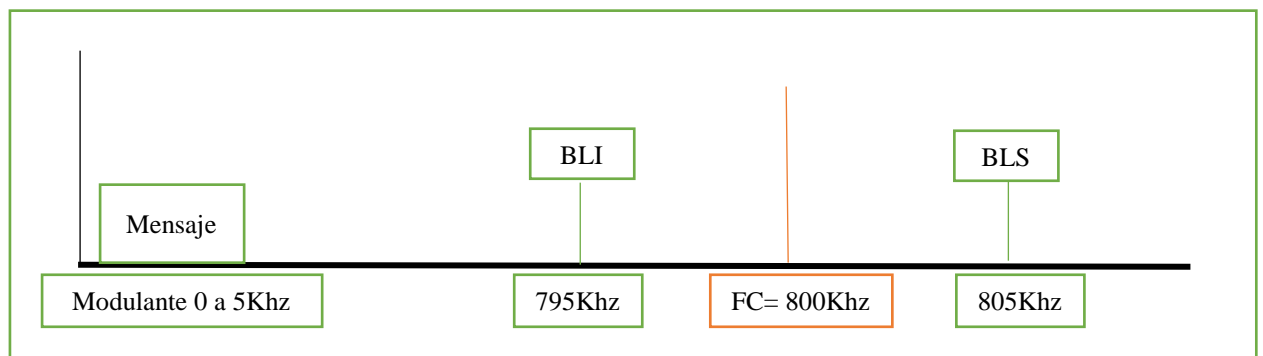 BLI
BLS
Mensaje
Modulante 0 a 5Khz
795Khz
FC= 800Khz
805Khz